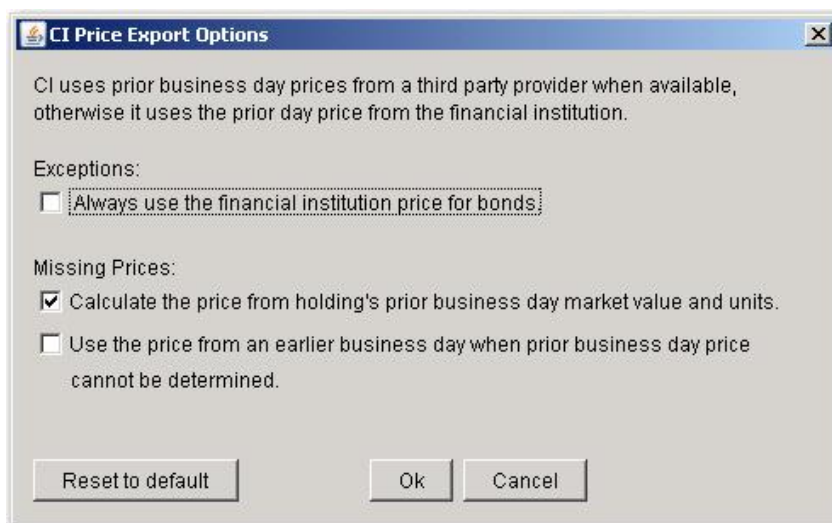 CI Price Export Options
CI uses prior business day prices from a third party provider when available,
otherwise it uses the prior day price from the financial institution.
Exceptions:
Always use the financial institution price for bonds.
Missing Prices:
Calculate the price from holding's prior business day market value and units.
Use the price from an earlier business day when prior business day price
cannot be determined.
Reset to default
Ok
Cancel